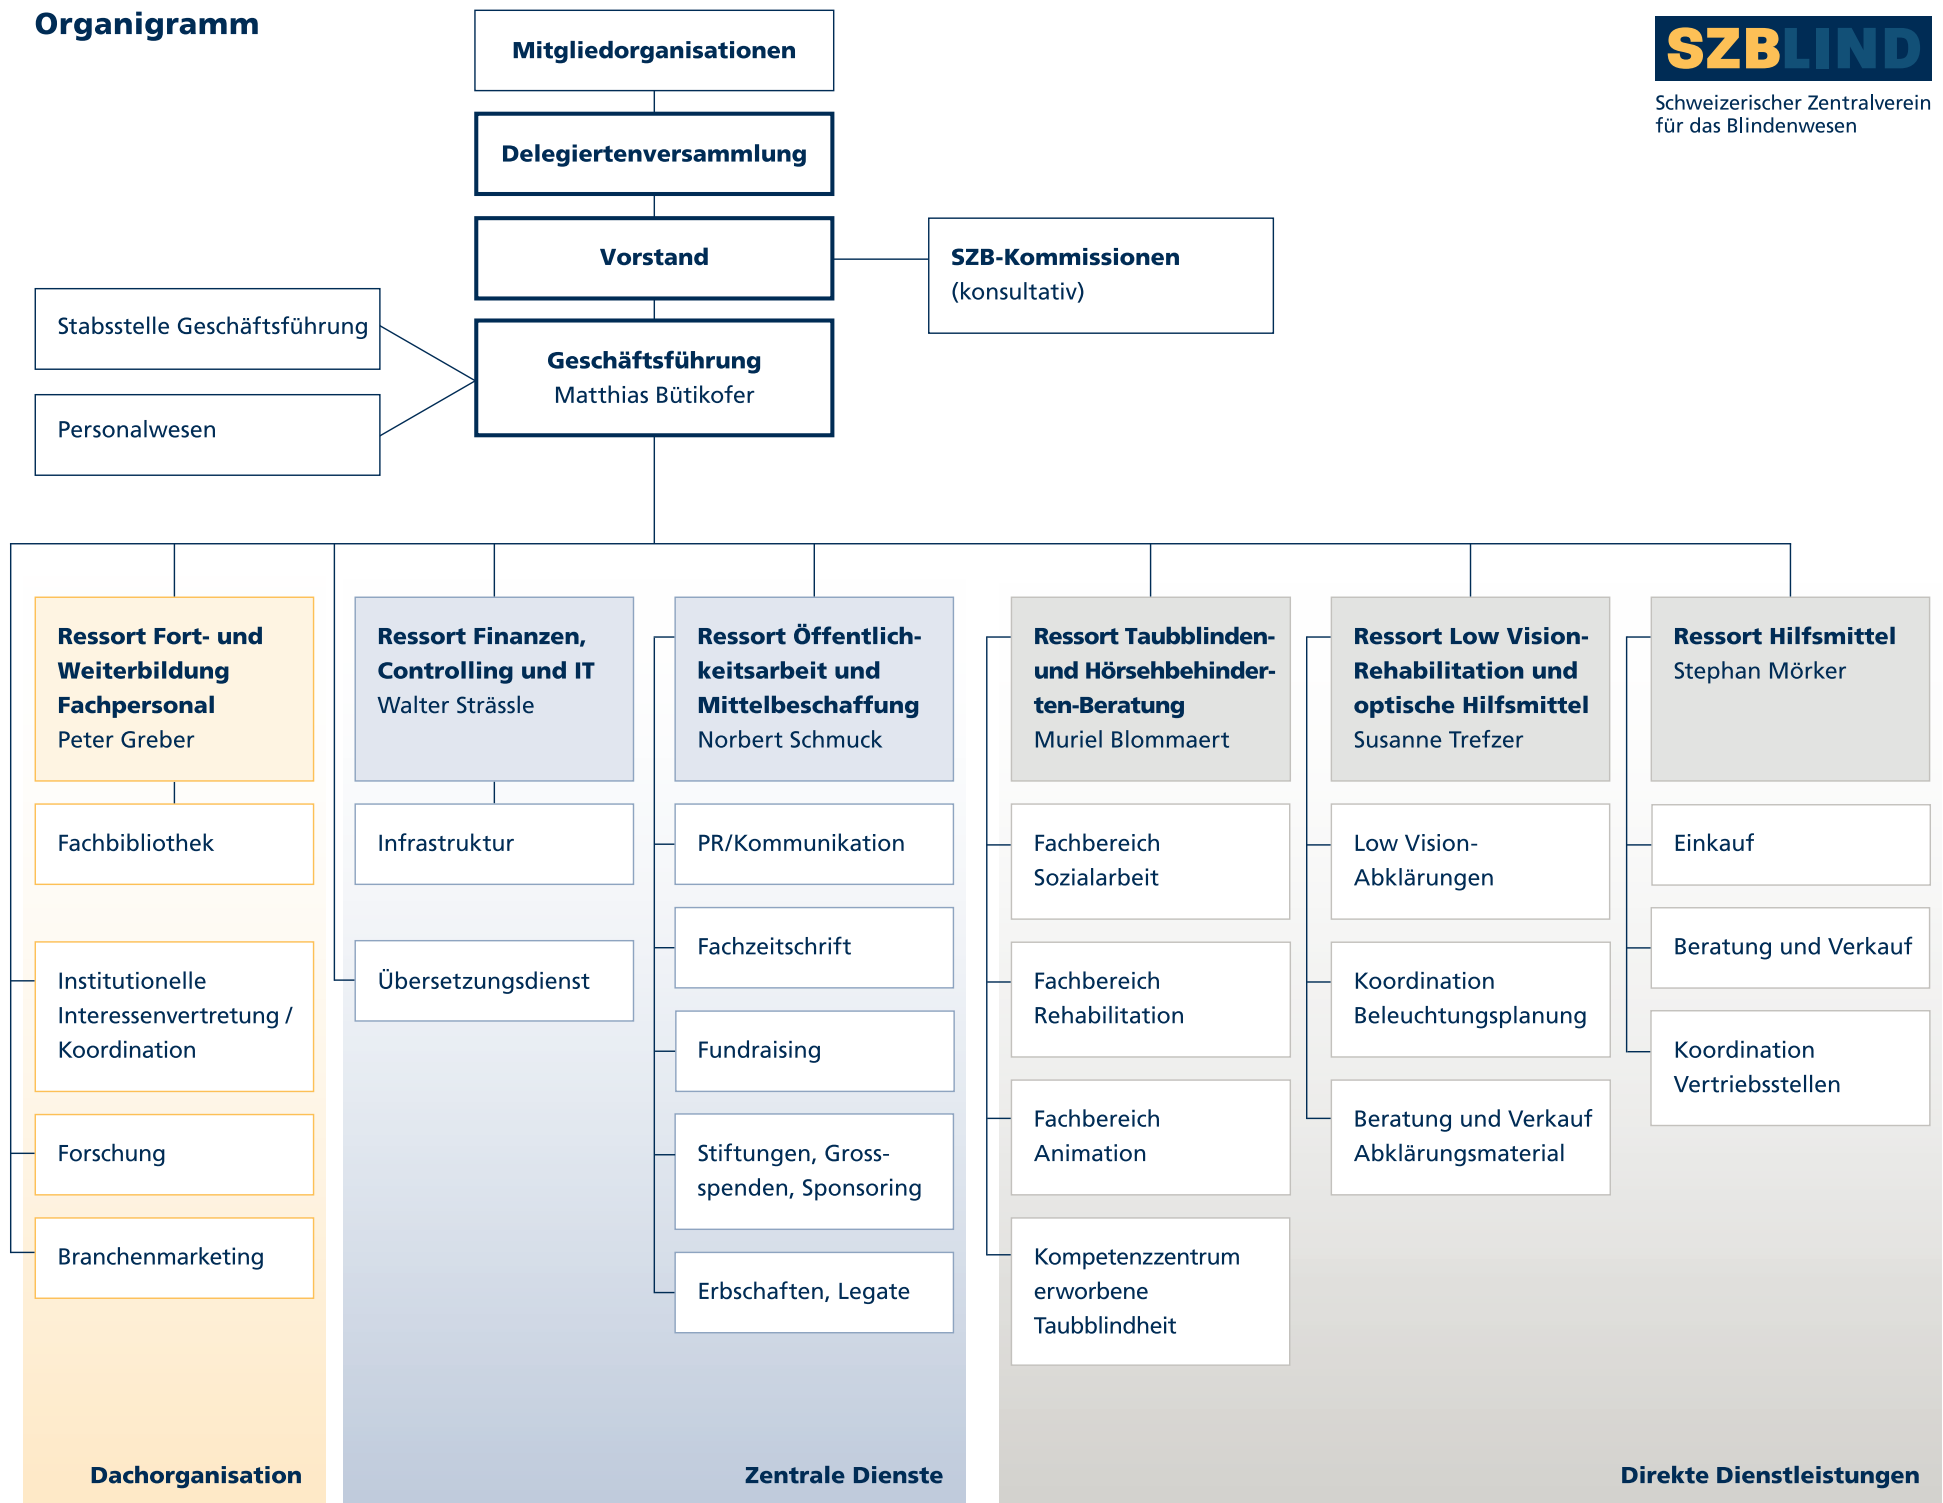 Organigramm
SZBLIND
Schweizerischer Zentralverein
für das Blindenwesen
Mitgliedorganisationen
Delegiertenversammlung
Vorstand
SZB-Kommissionen
(konsultativ)
Stabsstelle Geschäftsführung
Personalwesen
Geschäftsführung
Matthias Bütikofer
Ressort Fort- und
Weiterbildung
Fachpersonal
Peter Greber
Fachbibliothek
Institutionelle
Interessenvertretung /
Koordination
Forschung
Branchenmarketing
Dachorganisation
Ressort Finanzen,
Controlling und IT
Walter Strässle
Infrastruktur
Übersetzungsdienst
Ressort Öffentlich-
keitsarbeit und
Mittelbeschaffung
Norbert Schmuck
PR/Kommunikation
Fachzeitschrift
Fundraising
Stiftungen, Gross-
spenden, Sponsoring
Erbschaften, Legate
Zentrale Dienste
Ressort Taubblinden-
und Hörsehbehinder-
ten-Beratung
Muriel Blommaert
Fachbereich
Sozialarbeit
Fachbereich
Rehabilitation
Fachbereich
Animation
Kompetenzzentrum
erworbene
Taubblindheit
Ressort Low Vision-
Rehabilitation und
optische Hilfsmittel
Susanne Trefzer
Low Vision-
Abklärungen
Koordination
Beleuchtungsplanung
Beratung und Verkauf
Abklärungsmaterial
Ressort Hilfsmittel
Stephan Mörker
Einkauf
Beratung und Verkauf
Koordination
Vertriebsstellen
Direkte Dienstleistungen